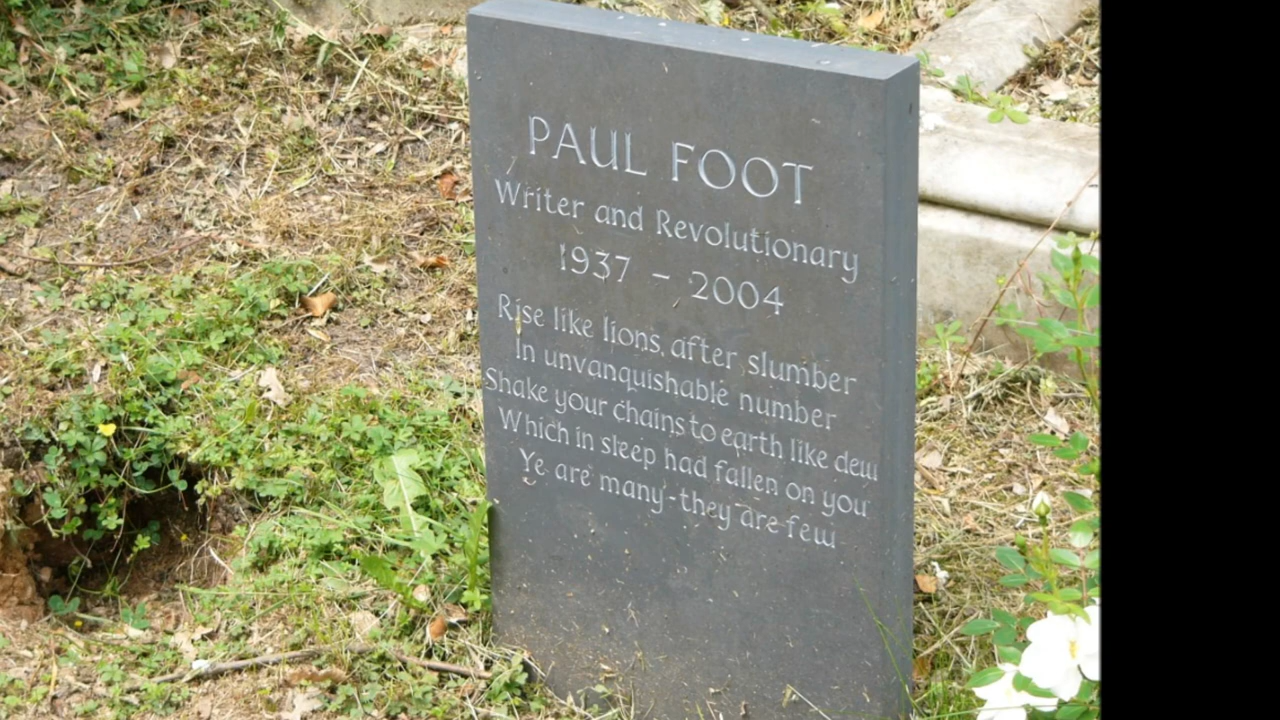 PAUL FOOT
Writer and Revolutionary
1937 - 2004
Rise like lions, after slumber
In unvanquishable number
Shake your chains to earth like dew
Which in sleep had fallen on you
Ye are many-they are few